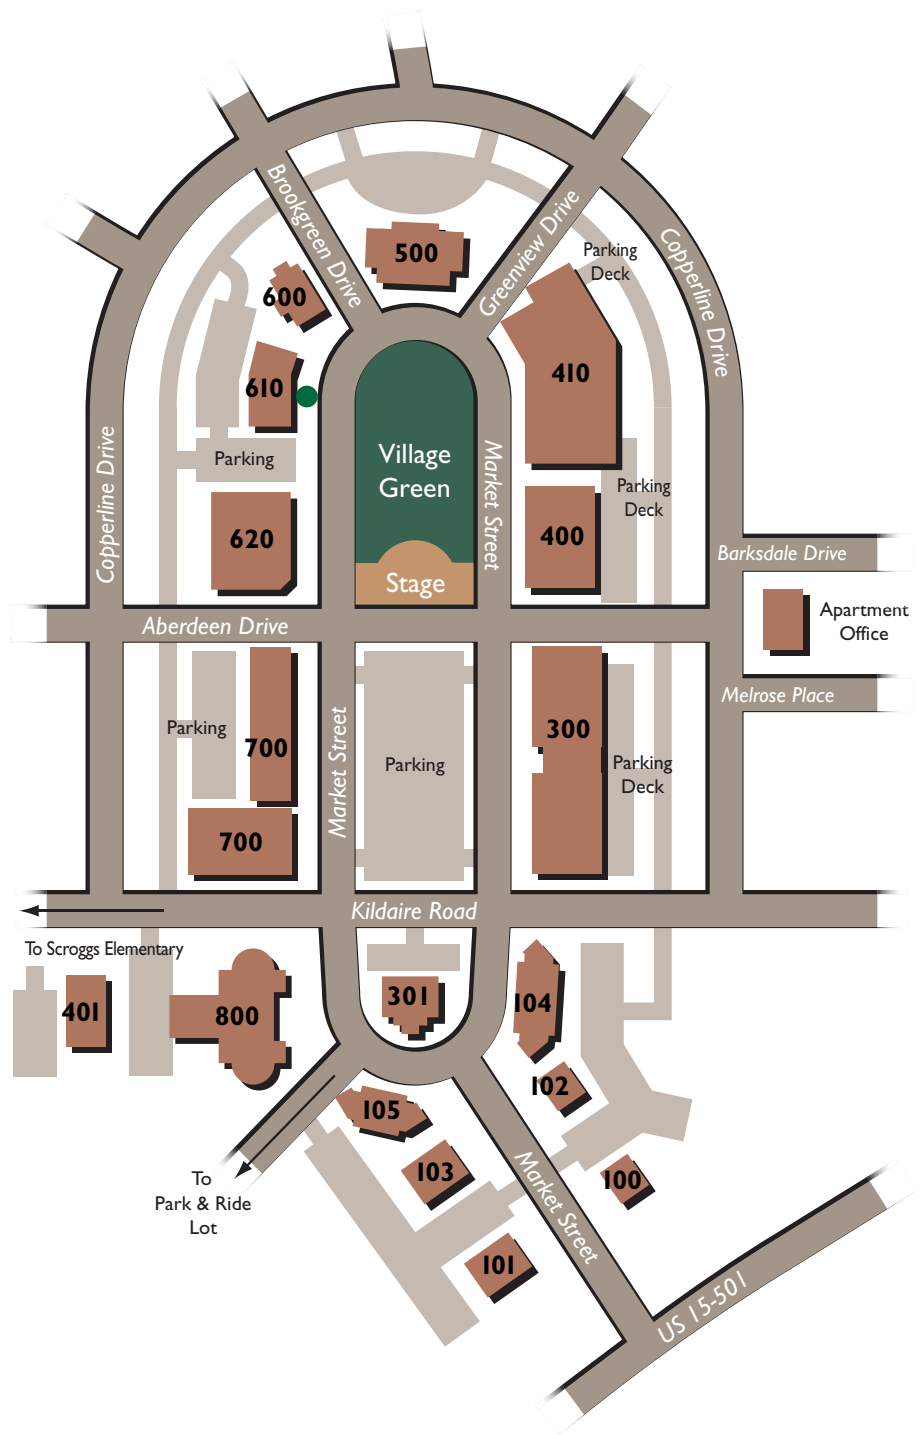 Brookgreen Drive
500
Greenview Drive
Parking
Deck
Copperline Drive
600
410
610
Village
Green
Market Street
Parking
Copperline Drive
Parking
Deck
620
400
Stage
Barksdale Drive
Aberdeen Drive
Apartment
Office
Melrose Place
Parking
700
Market Street
Parking
300
Parking
Deck
700
Kildaire Road
To Scroggs Elementary
401
800
301
104
102
105
103
100
To
Park & Ride
Lot
Market Street
101
US 15-501